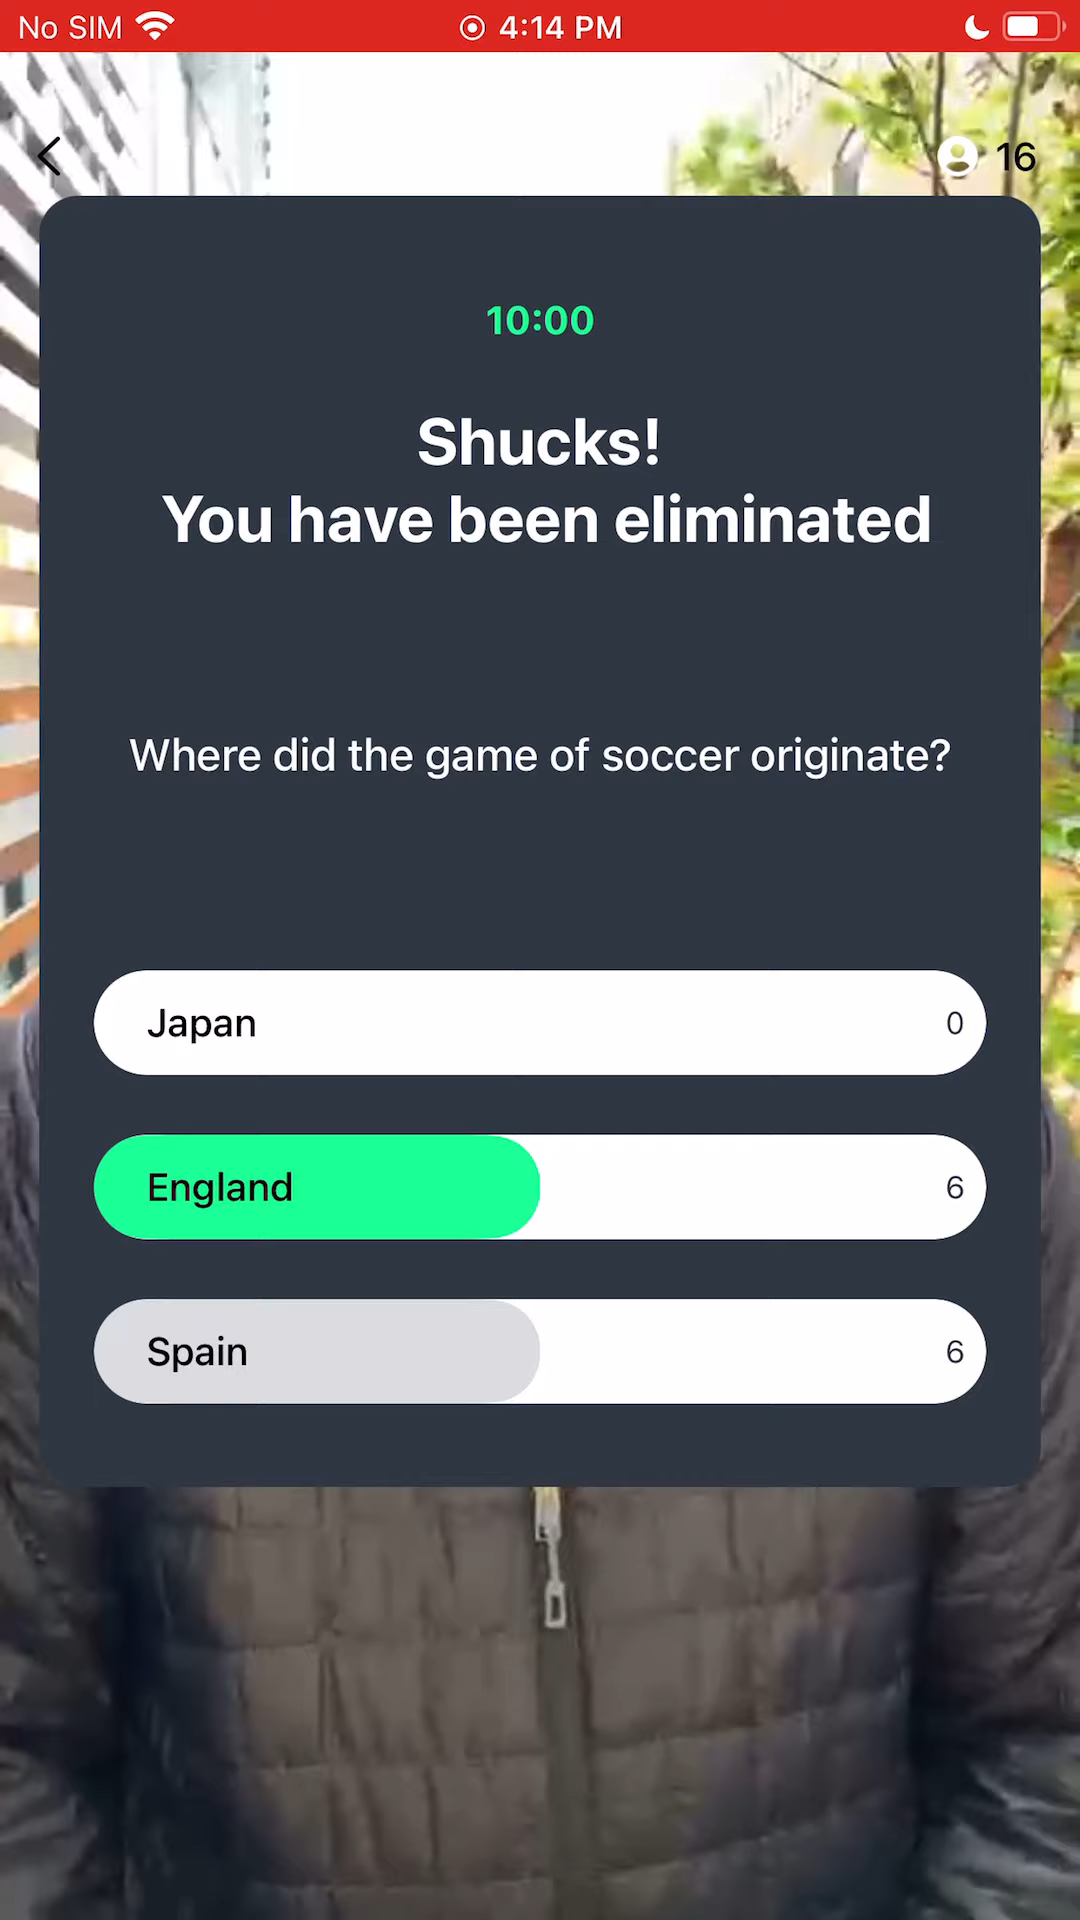 No SIM 4:14 PM
16
10:00
Shucks!
You have been eliminated
Where did the game of soccer originate?
Japan 0
England 6
Spain 6